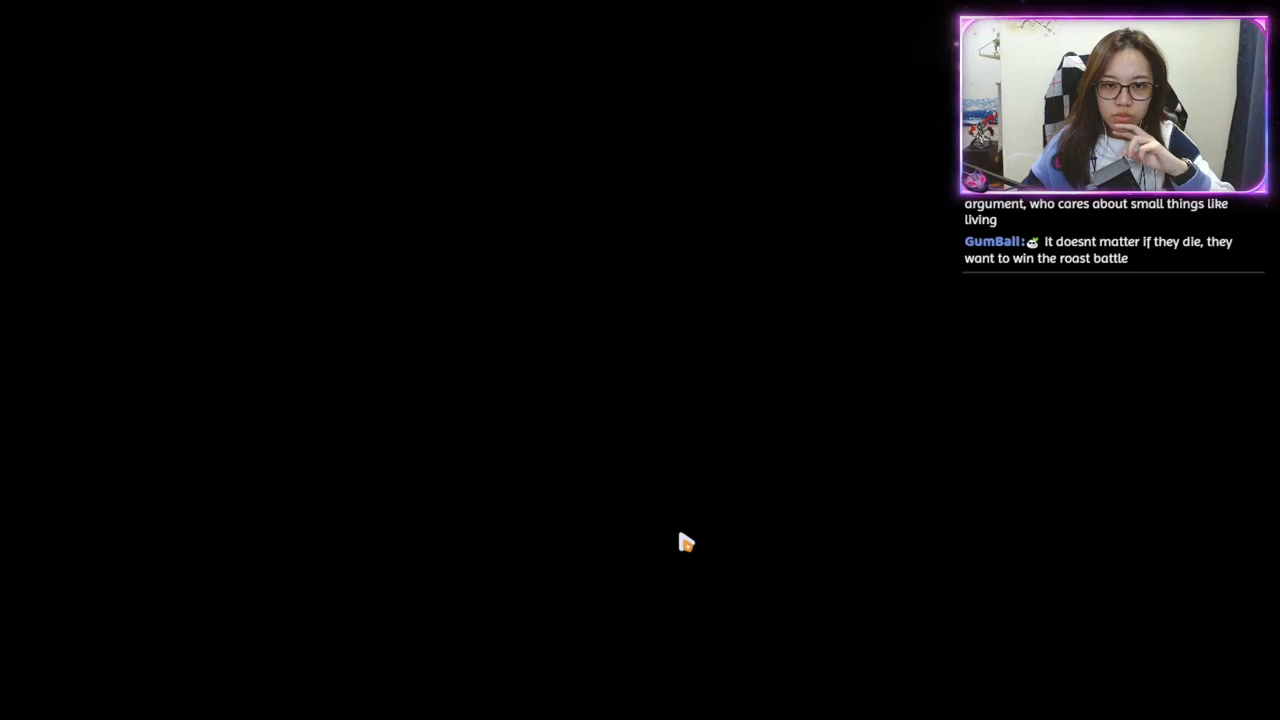 argument, who cares about small things like
living
GumBall: It doesnt matter if they die, they
want to win the roast battle